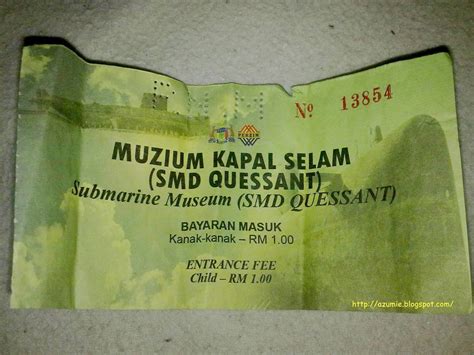 Nº 13854
PERZIM
MUZIUM KAPAL SELAM
(SMD QUESSANT)
Submarine Museum (SMD QUESSANT)
BAYARAN MASUK
Kanak-kanak – RM 1.00
ENTRANCE FEE
Child – RM 1.00
http://azumie.blogspot.com/